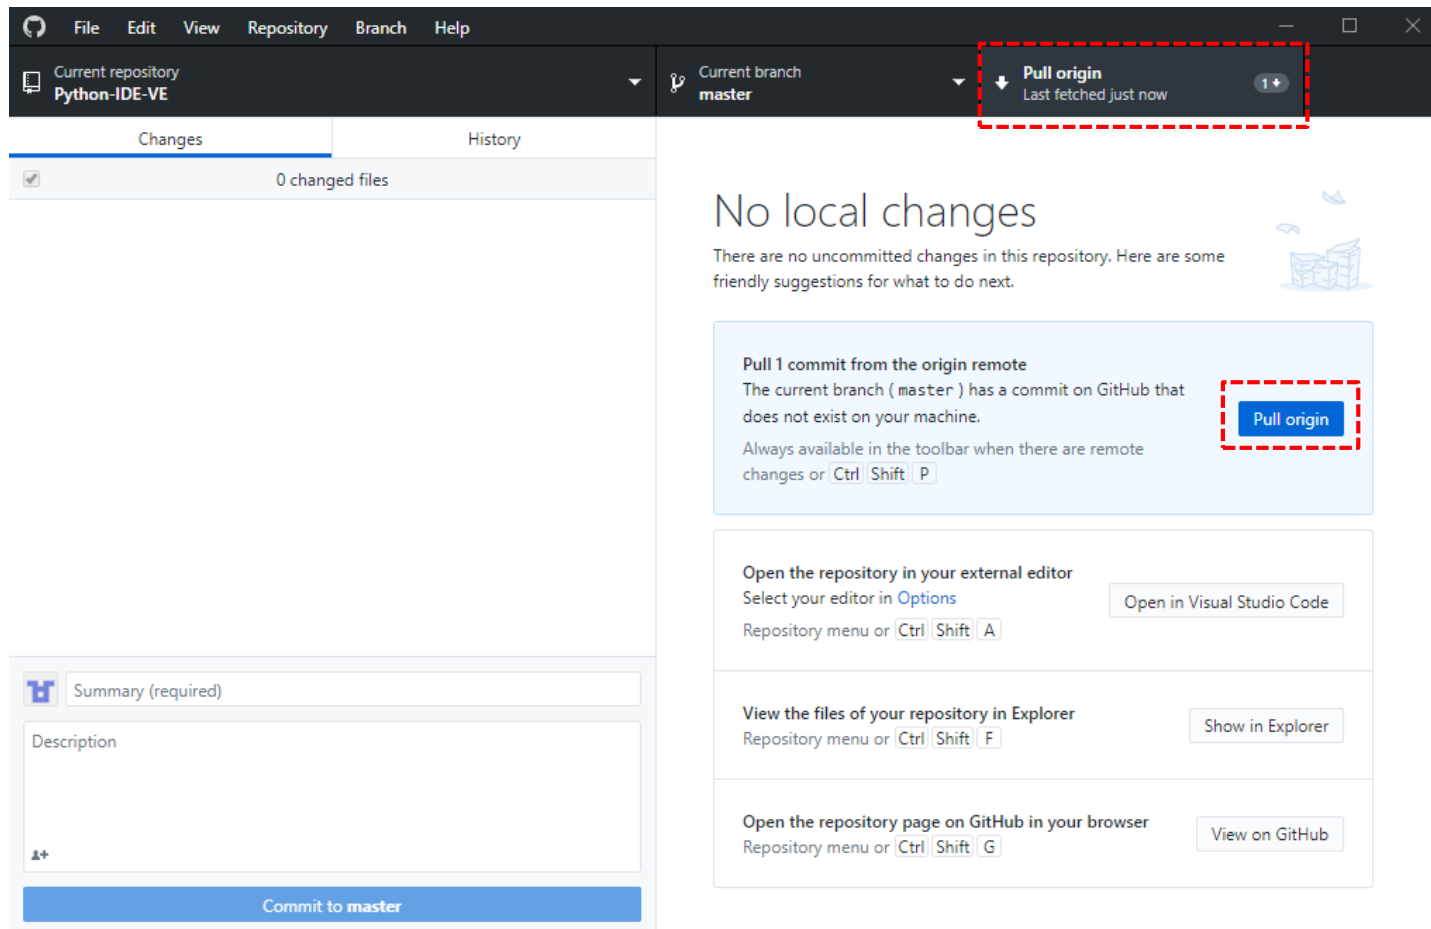 File Edit View Repository Branch Help
Current repository
Python-IDE-VE
Current branch
master
Pull origin
Last fetched just now
1
Changes
History
0 changed files
No local changes
There are no uncommitted changes in this repository. Here are some
friendly suggestions for what to do next.
Pull 1 commit from the origin remote
The current branch ( master ) has a commit on GitHub that
does not exist on your machine.
Always available in the toolbar when there are remote
changes or Ctrl Shift P
Pull origin
Open the repository in your external editor
Select your editor in Options
Repository menu or Ctrl Shift A
Open in Visual Studio Code
View the files of your repository in Explorer
Repository menu or Ctrl Shift F
Show in Explorer
Open the repository page on GitHub in your browser
Repository menu or Ctrl Shift G
View on GitHub
Summary (required)
Description
Commit to master